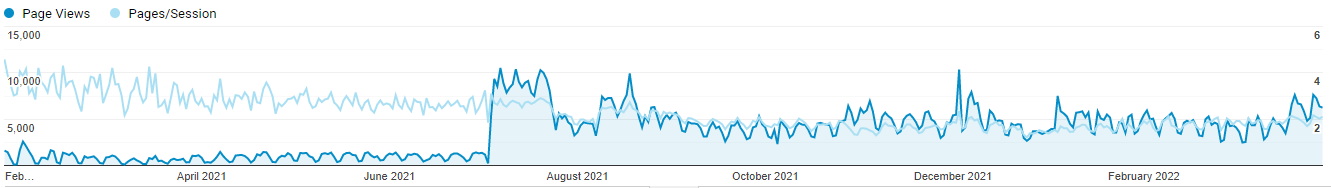 Page Views Pages/Session
15,000 6
10,000 4
5,000 2
Feb… April 2021 June 2021 August 2021 October 2021 December 2021 February 2022